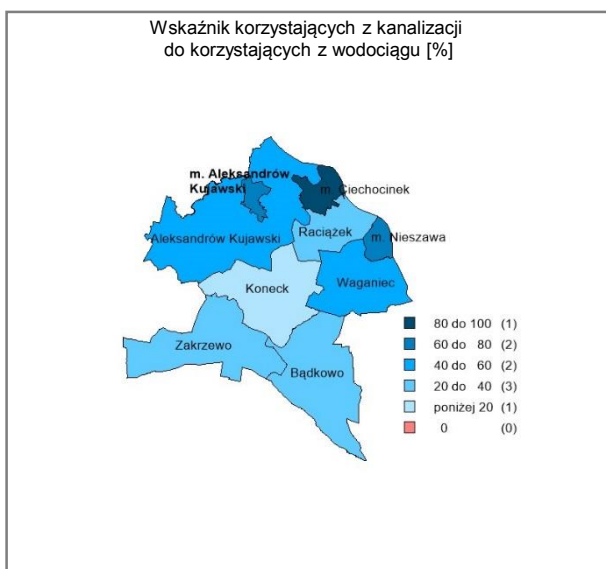 Wskaźnik korzystających z kanalizacji
do korzystających z wodociągu [%]
m. Aleksandrów
Kujawski
m. Ciechocinek
Aleksandrów Kujawski
Raciążek
m. Nieszawa
Koneck
Waganiec
Zakrzewo
Bądkowo
80 do 100 (1)
60 do 80 (2)
40 do 60 (2)
20 do 40 (3)
poniżej 20 (1)
0 (0)